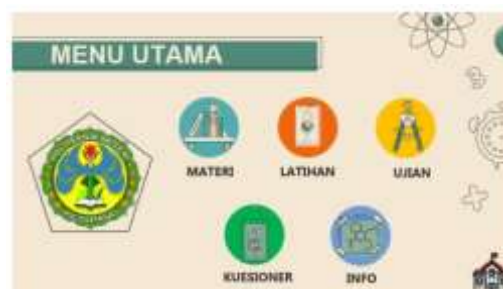 MENU UTAMA
MATERI
LATIHAN
UJIAN
KUESIONER
INFO